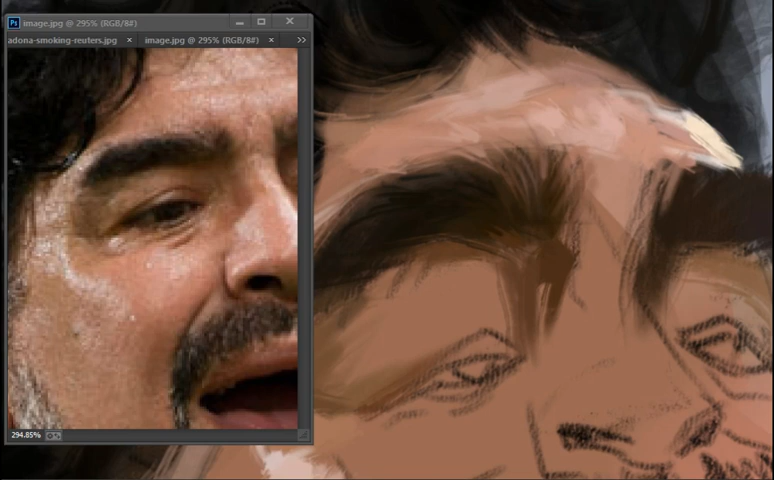 Ps image.jpg @ 295% (RGB/8#)
adona-smoking-reuters.jpg × image.jpg @ 295% (RGB/8#) × >>
294.85%